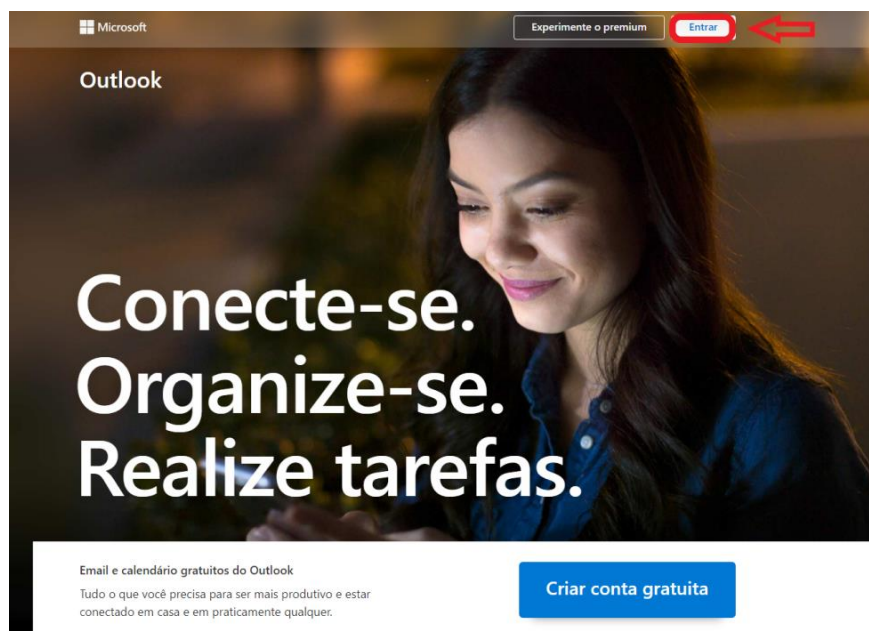 Microsoft
Experimente o premium
Entrar
Outlook
Conecte-se.
Organize-se.
Realize tarefas.
Email e calendário gratuitos do Outlook
Tudo o que você precisa para ser mais produtivo e estar
conectado em casa e em praticamente qualquer.
Criar conta gratuita